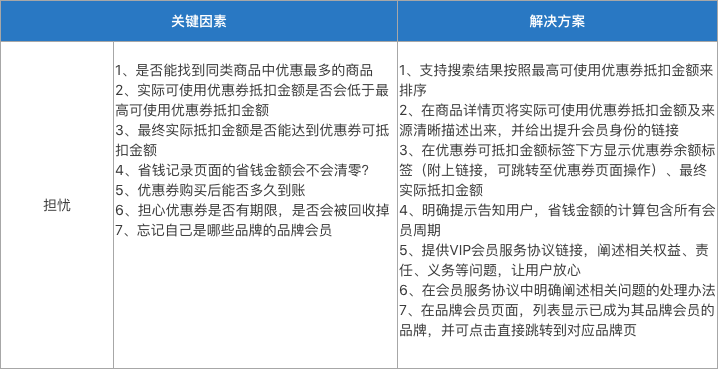 关键因素
解决方案
担忧
1、是否能找到同类商品中优惠最多的商品
2、实际可使用优惠券抵扣金额是否会低于最
高可使用优惠券抵扣金额
3、最终实际抵扣金额是否能达到优惠券可抵
扣金额
4、省钱记录页面的省钱金额会不会清零？
5、优惠券购买后能否多久到账
6、担心优惠券是否有期限，是否会被回收掉
7、忘记自己是哪些品牌的品牌会员
1、支持搜索结果按照最高可使用优惠券抵扣金额来
排序
2、在商品详情页将实际可使用优惠券抵扣金额及来
源清晰描述出来，并给出提升会员身份的链接
3、在优惠券可抵扣金额标签下方显示优惠券余额标
签（附上链接，可跳转至优惠券页面操作）、最终
实际抵扣金额
4、明确提示告知用户，省钱金额的计算包含所有会
员周期
5、提供VIP会员服务协议链接，阐述相关权益、责
任、义务等问题，让用户放心
6、在会员服务协议中明确阐述相关问题的处理办法
7、在品牌会员页面，列表显示已成为其品牌会员的
品牌，并可点击直接跳转到对应品牌页